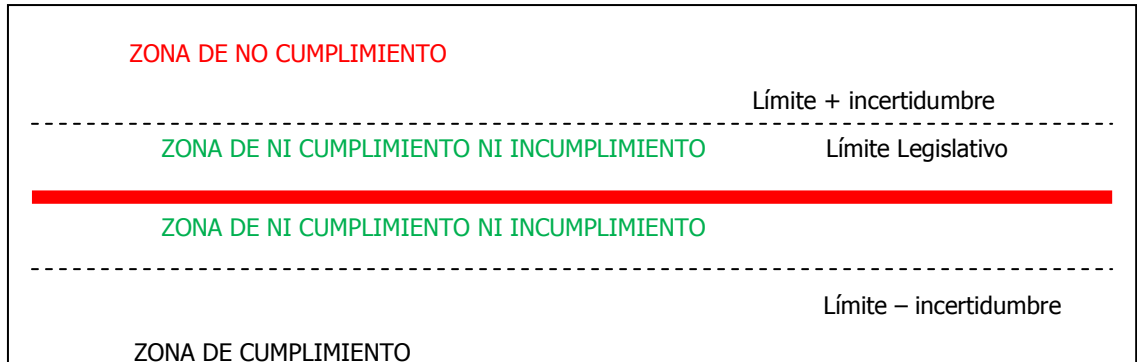 ZONA DE NO CUMPLIMIENTO
Límite + incertidumbre
ZONA DE NI CUMPLIMIENTO NI INCUMPLIMIENTO Límite Legislativo
ZONA DE NI CUMPLIMIENTO NI INCUMPLIMIENTO
Límite – incertidumbre
ZONA DE CUMPLIMIENTO